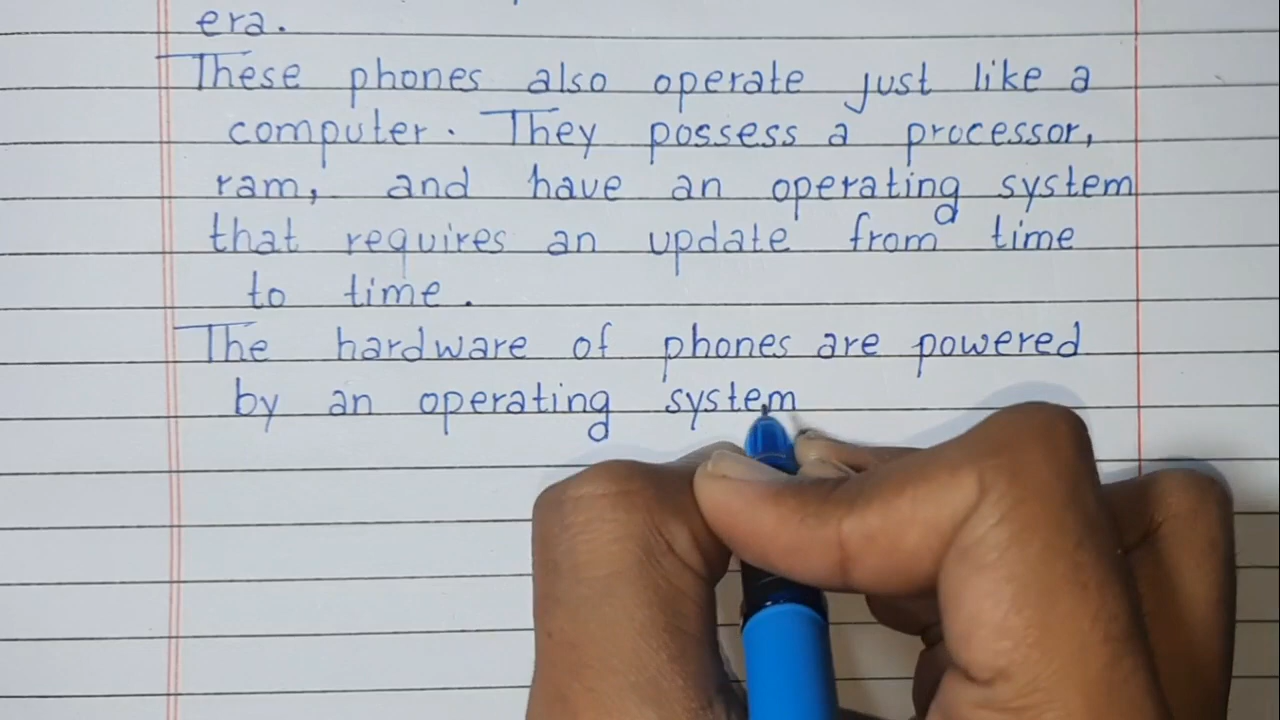 era.
These phones also operate just like a
computer. They possess a processor,
ram, and have an operating system
that requires an update from time
to time.
The hardware of phones are powered
by an operating system